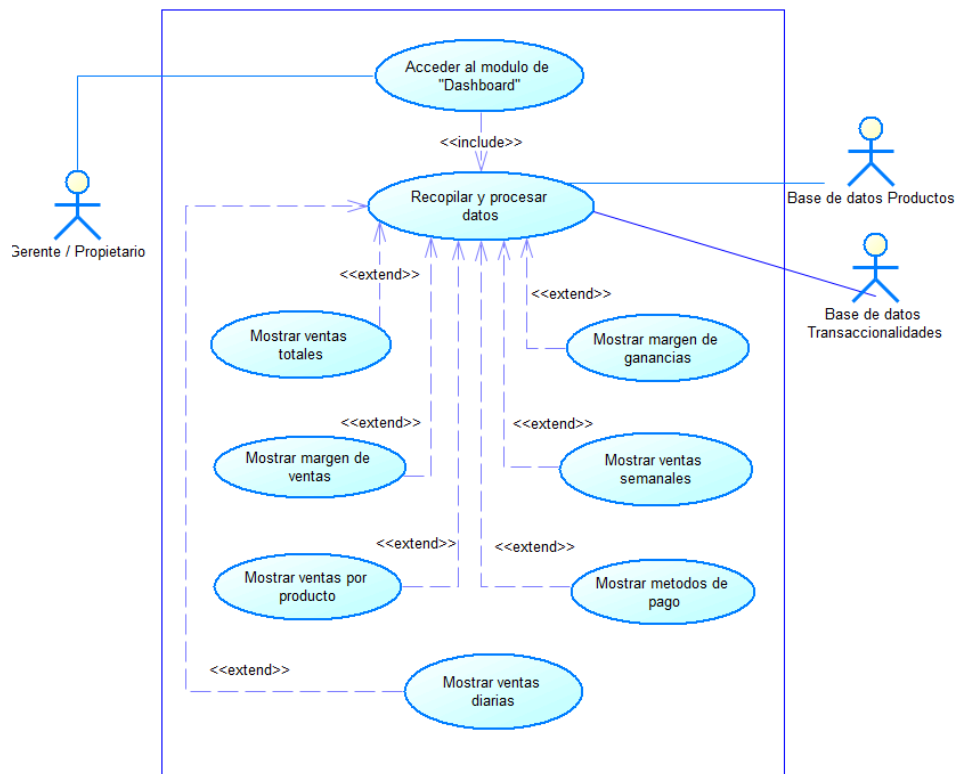 Acceder al modulo de
"Dashboard"
<<include>>
Recopilar y procesar
datos
Base de datos Productos
Gerente / Propietario
Base de datos
Transaccionalidades
<<extend>>
<<extend>>
Mostrar ventas
totales
Mostrar margen de
ganancias
<<extend>>
<<extend>>
Mostrar margen de
ventas
Mostrar ventas
semanales
<<extend>>
<<extend>>
Mostrar ventas por
producto
Mostrar metodos de
pago
<<extend>>
Mostrar ventas
diarias